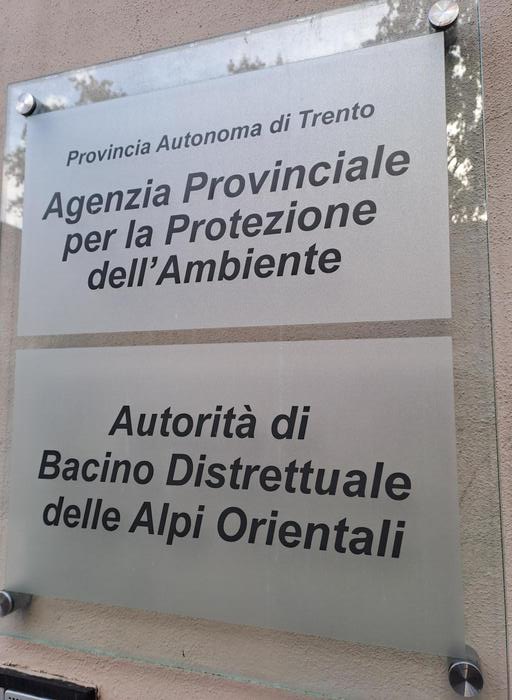 Provincia Autonoma di Trento
Agenzia Provinciale
per la Protezione
dell'Ambiente
Autorità di
Bacino Distrettuale
delle Alpi Orientali